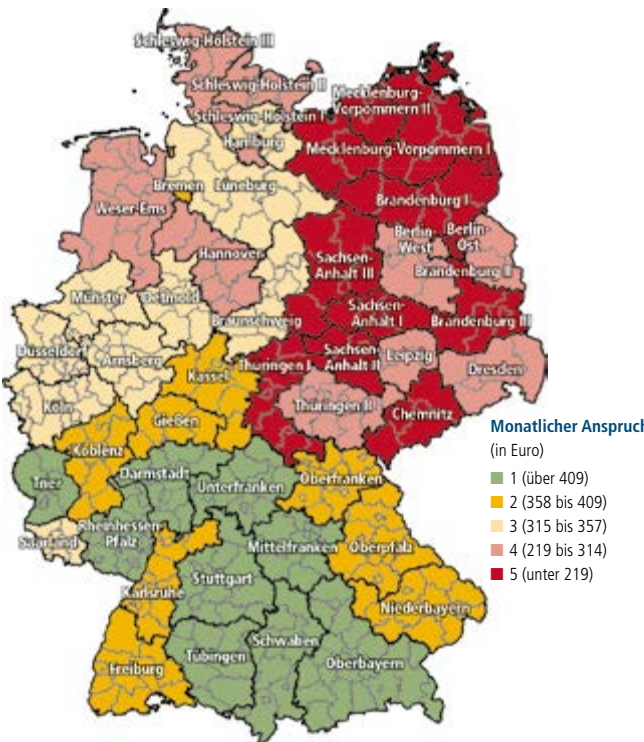 Schleswig-Holstein III
Schleswig-Holstein II
Schleswig-Holstein I
Hamburg
Mecklenburg-
Vorpommern II
Mecklenburg-Vorpommern I
Bremen
Lüneburg
Weser-Ems
Brandenburg I
Hannover
Berlin-
West
Berlin-
Ost
Sachsen-
Anhalt III
Brandenburg II
Münster
Detmold
Braunschweig
Sachsen-
Anhalt I
Brandenburg III
Düsseldorf
Arnsberg
Kassel
Thüringen I
Sachsen-
Anhalt II
Leipzig
Dresden
Köln
Gießen
Thüringen II
Chemnitz
Koblenz
Trier
Darmstadt
Unterfranken
Oberfranken
Saarland
Rheinhessen-
Pfalz
Mittelfranken
Oberpfalz
Karlsruhe
Stuttgart
Niederbayern
Freiburg
Tübingen
Schwaben
Oberbayern
Monatlicher Anspruch
(in Euro)
1 (über 409)
2 (358 bis 409)
3 (315 bis 357)
4 (219 bis 314)
5 (unter 219)